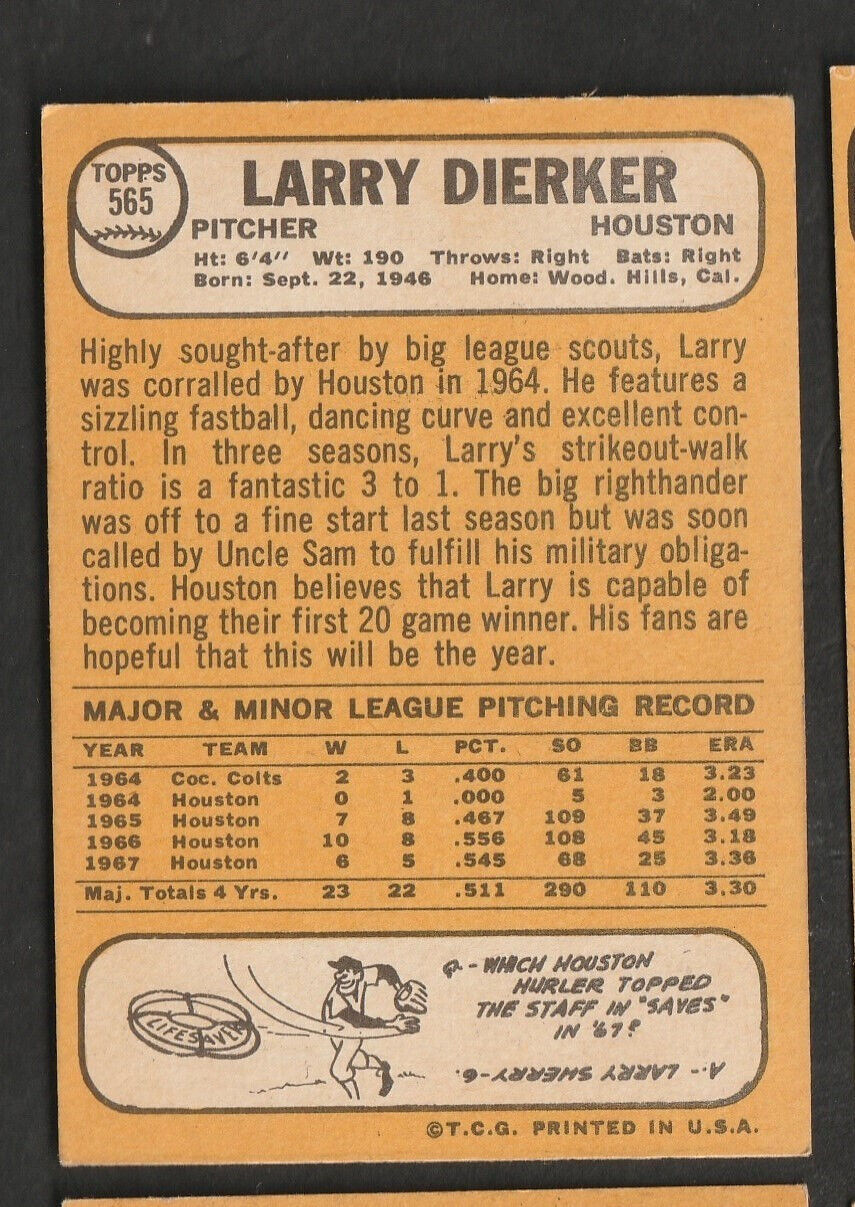 TOPPS
565
LARRY DIERKER
PITCHER HOUSTON
Ht: 6'4" Wt: 190 Throws: Right Bats: Right
Born: Sept. 22, 1946 Home: Wood. Hills, Cal.
Highly sought-after by big league scouts, Larry
was corralled by Houston in 1964. He features a
sizzling fastball, dancing curve and excellent con-
trol. In three seasons, Larry's strikeout-walk
ratio is a fantastic 3 to 1. The big righthander
was off to a fine start last season but was soon
called by Uncle Sam to fulfill his military obliga-
tions. Houston believes that Larry is capable of
becoming their first 20 game winner. His fans are
hopeful that this will be the year.
MAJOR & MINOR LEAGUE PITCHING RECORD
YEAR TEAM W L PCT. SO BB ERA
1964 Coc. Colts 2 3 .400 61 18 3.23
1964 Houston 0 1 .000 5 3 2.00
1965 Houston 7 8 .467 109 37 3.49
1966 Houston 10 8 .556 108 45 3.18
1967 Houston 6 5 .545 68 25 3.36
Maj. Totals 4 Yrs. 23 22 .511 290 110 3.30
LIFESAVER
Q-WHICH HOUSTON
HURLER TOPPED
THE STAFF IN "SAVES"
IN '67?
A-- LARRY SHERRY-6.
©T.C.G. PRINTED IN U.S.A.